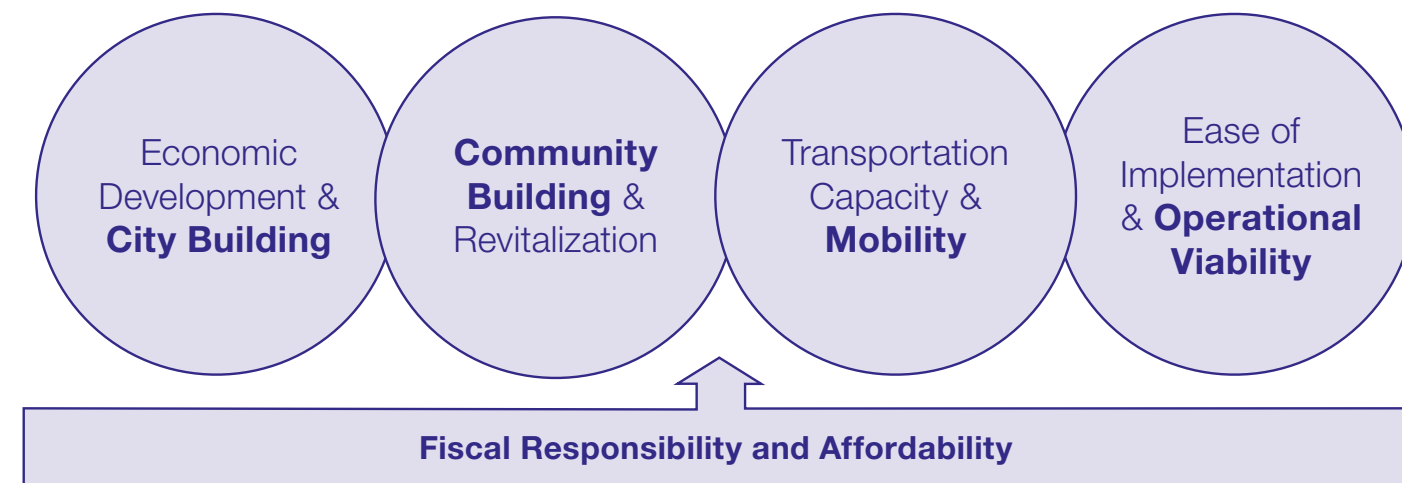 Economic
Development &
City Building
Community
Building &
Revitalization
Transportation
Capacity &
Mobility
Ease of
Implementation
& Operational
Viability
Fiscal Responsibility and Affordability